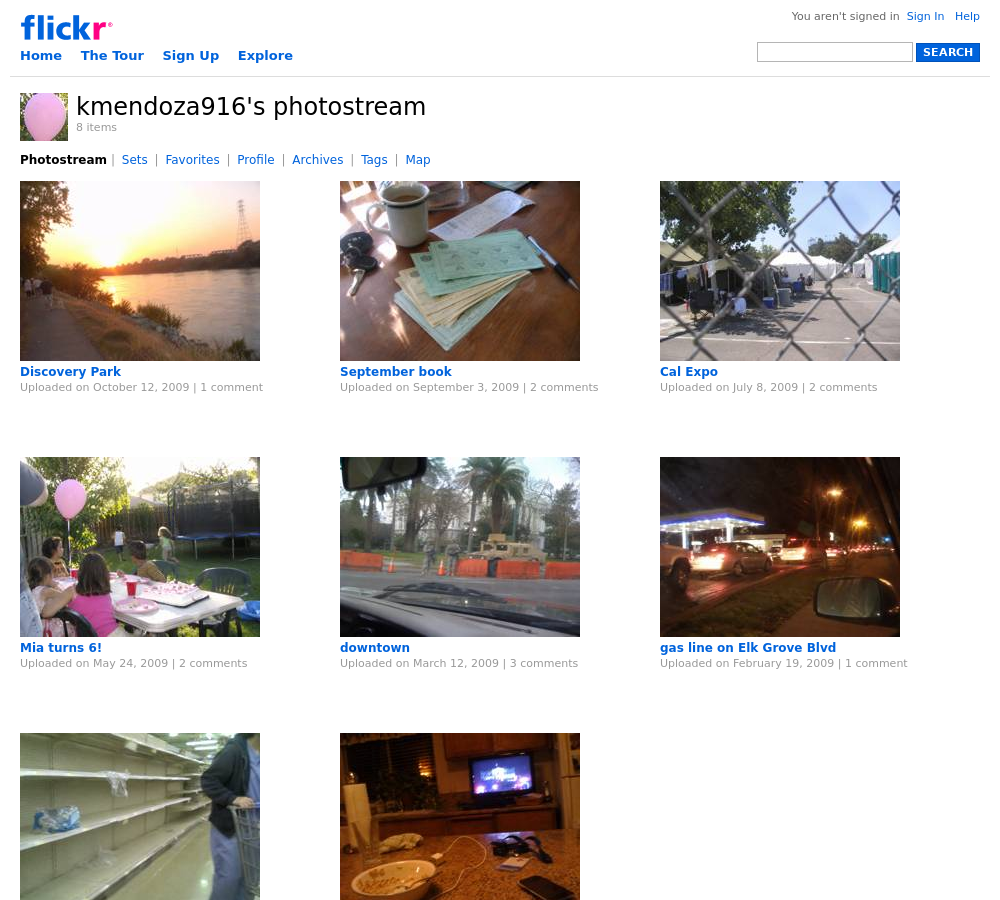 flickr
You aren't signed in Sign In Help
Home The Tour Sign Up Explore
SEARCH
kmendoza916's photostream
8 items
Photostream | Sets | Favorites | Profile | Archives | Tags | Map
Discovery Park
Uploaded on October 12, 2009 | 1 comment
September book
Uploaded on September 3, 2009 | 2 comments
Cal Expo
Uploaded on July 8, 2009 | 2 comments
Mia turns 6!
Uploaded on May 24, 2009 | 2 comments
downtown
Uploaded on March 12, 2009 | 3 comments
gas line on Elk Grove Blvd
Uploaded on February 19, 2009 | 1 comment